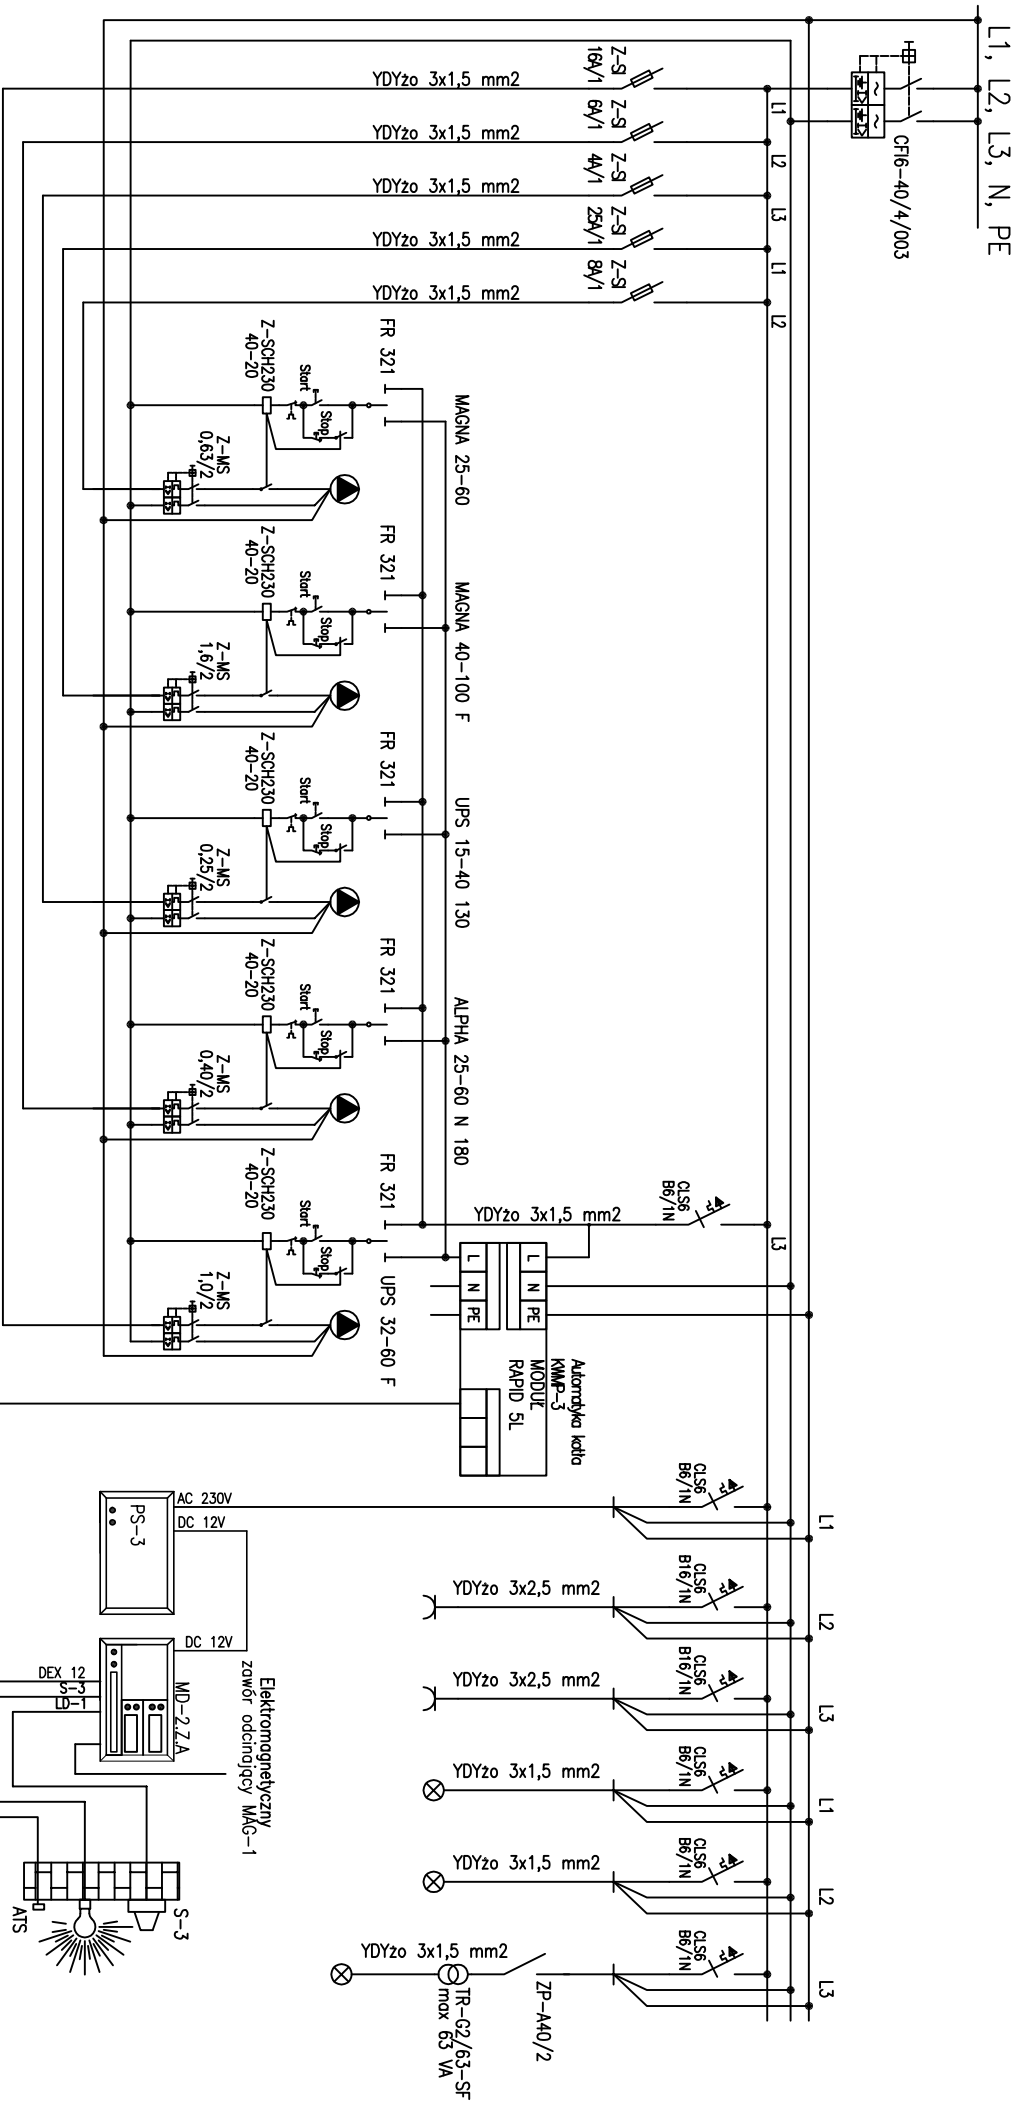 L1, L2, L3, N, PE
CFI6-40/4/003
L1
L2
L3
L1
L2
L3
Z-SI
16A/1
YDYżo 3x1,5 mm2
Z-SI
6A/1
YDYżo 3x1,5 mm2
Z-SI
4A/1
YDYżo 3x1,5 mm2
Z-SI
25A/1
YDYżo 3x1,5 mm2
Z-SI
8A/1
YDYżo 3x1,5 mm2
MAGNA 25-60
FR 321
Start
Stop
Z-SCH230
40-20
Z-MS
0,63/2
MAGNA 40-100 F
FR 321
Start
Stop
Z-SCH230
40-20
Z-MS
1,6/2
UPS 15-40 130
FR 321
Start
Stop
Z-SCH230
40-20
Z-MS
0,25/2
ALPHA 25-60 N 180
FR 321
Start
Stop
Z-SCH230
40-20
Z-MS
0,40/2
UPS 32-60 F
FR 321
Start
Stop
Z-SCH230
40-20
Z-MS
1,0/2
CLS6
B6/1N
YDYżo 3x1,5 mm2
L N PE
L N PE
Automatyka kotła
KWMP-3
MODUŁ
RAPID 5L
L1
CLS6
B6/1N
L2
CLS6
B16/1N
YDYżo 3x2,5 mm2
L3
CLS6
B16/1N
YDYżo 3x2,5 mm2
L1
CLS6
B6/1N
YDYżo 3x1,5 mm2
L2
CLS6
B6/1N
YDYżo 3x1,5 mm2
L3
CLS6
B6/1N
ZP-A40/2
TR-G2/63-SF
max 63 VA
YDYżo 3x1,5 mm2
AC 230V
DC 12V
PS-3
DC 12V
MD-2.Z.A
DEX 12
S-3
LD-1
Elektromagnetyczny
zawór odcinający MAG-1
S-3
ATS